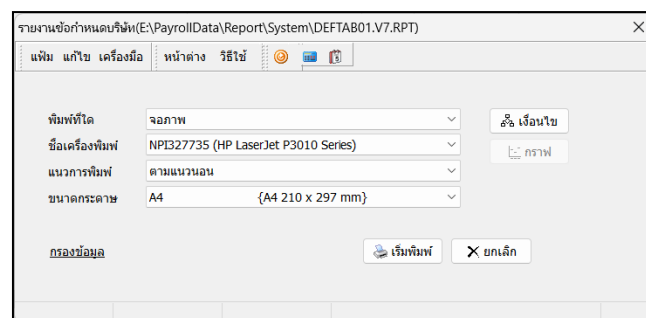 รายงานข้อกำหนดบริษัท(E:\PayrollData\Report\System\DEFTAB01.V7.RPT)
แฟ้ม แก้ไข เครื่องมือ หน้าต่าง วิธีใช้
พิมพ์ที่ใด จอภาพ เงื่อนไข
ชื่อเครื่องพิมพ์ NPI327735 (HP LaserJet P3010 Series) กราฟ
แนวการพิมพ์ ตามแนวนอน
ขนาดกระดาษ A4 {A4 210 x 297 mm}
กรองข้อมูล เริ่มพิมพ์ ยกเลิก